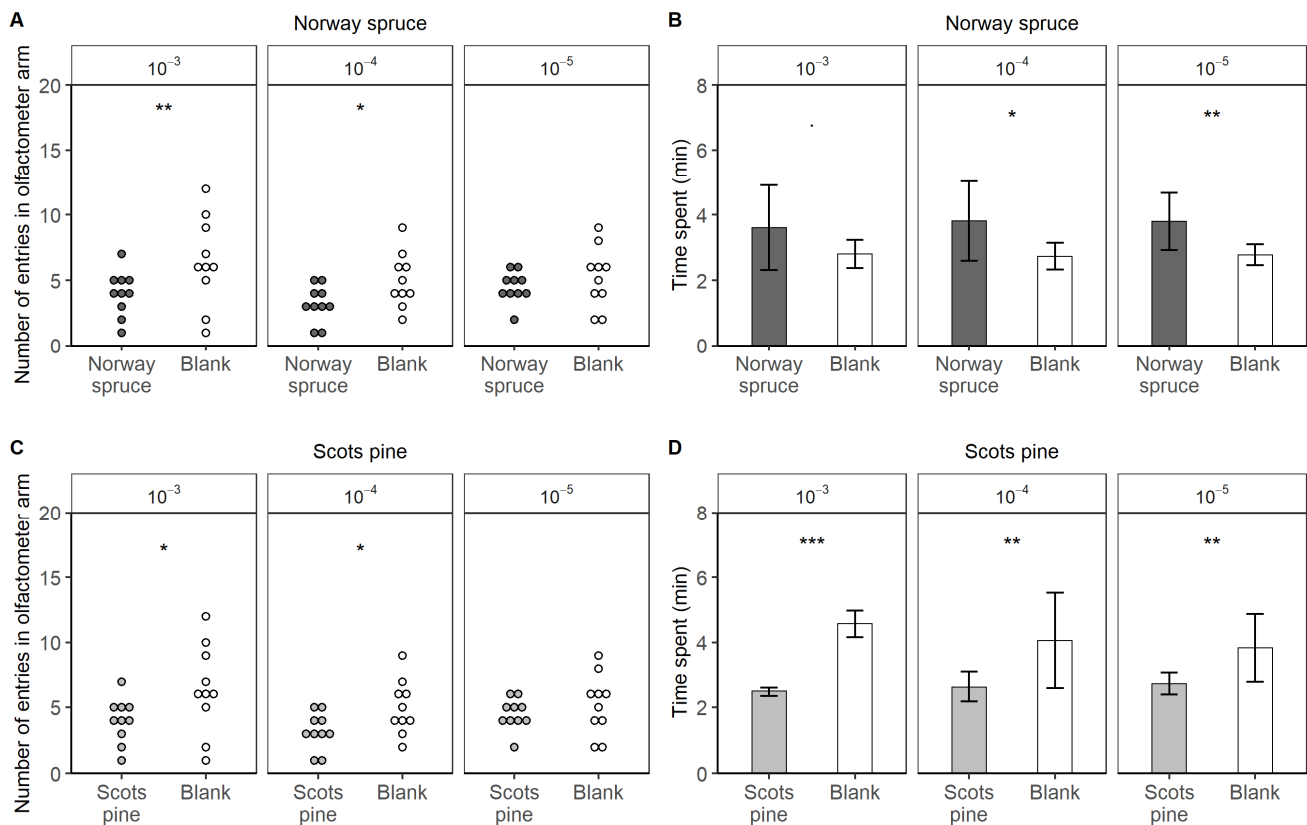 A
Norway spruce
10⁻³
10⁻⁴
10⁻⁵
Number of entries in olfactometer arm
20
15
10
5
0
**
*
Norway spruce
Blank
Norway spruce
Blank
Norway spruce
Blank
B
Norway spruce
10⁻³
10⁻⁴
10⁻⁵
Time spent (min)
8
6
4
2
0
.
*
**
Norway spruce
Blank
Norway spruce
Blank
Norway spruce
Blank
C
Scots pine
10⁻³
10⁻⁴
10⁻⁵
Number of entries in olfactometer arm
20
15
10
5
0
*
*
Scots pine
Blank
Scots pine
Blank
Scots pine
Blank
D
Scots pine
10⁻³
10⁻⁴
10⁻⁵
Time spent (min)
8
6
4
2
0
***
**
**
Scots pine
Blank
Scots pine
Blank
Scots pine
Blank